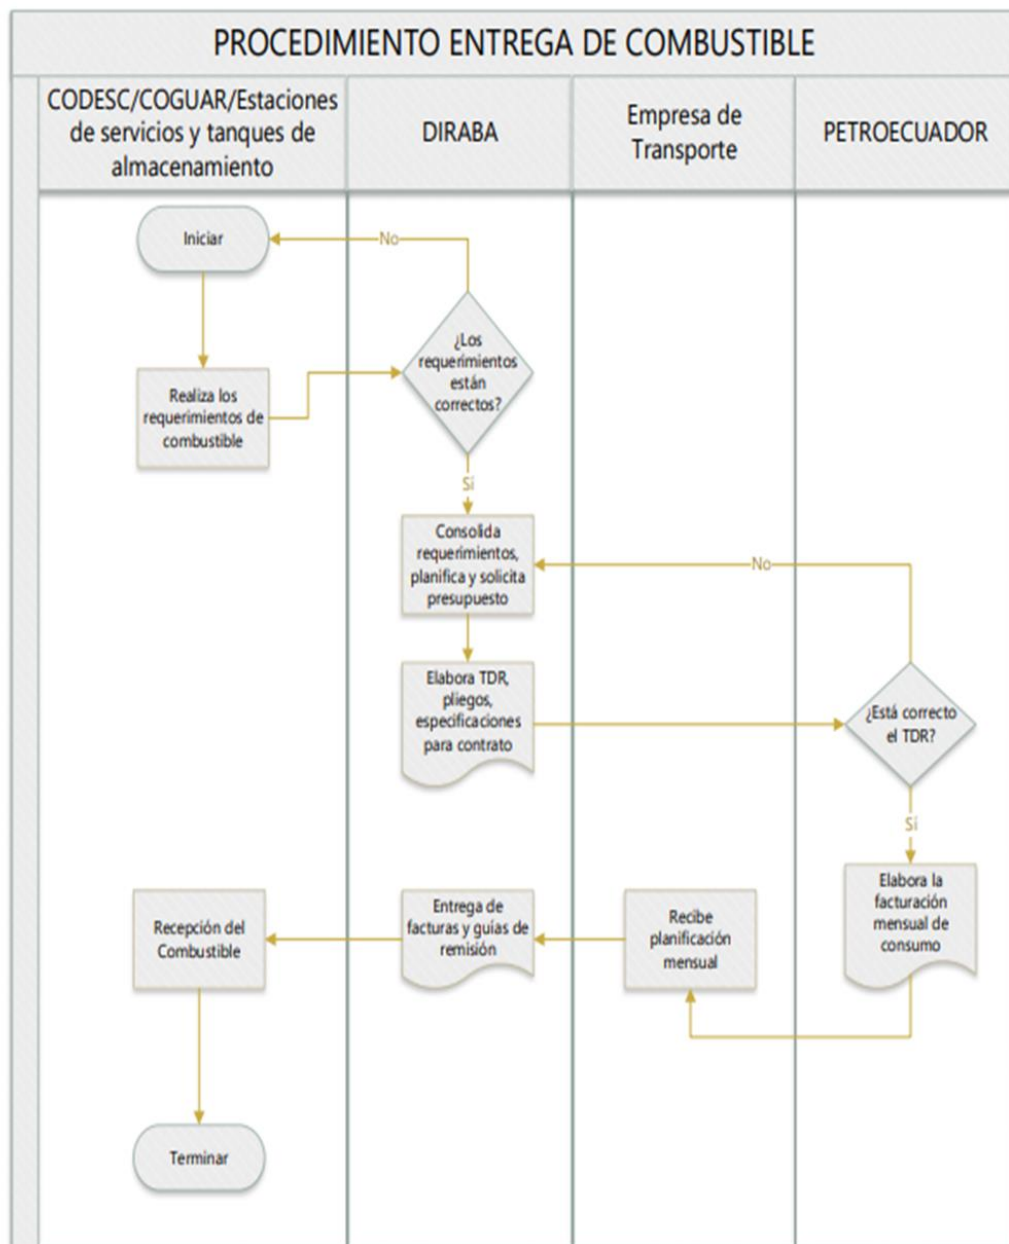 PROCEDIMIENTO ENTREGA DE COMBUSTIBLE
CODESC/COGUAR/Estaciones
de servicios y tanques de
almacenamiento
DIRABA
Empresa de
Transporte
PETROECUADOR
Iniciar
No
¿Los
requerimientos
están
correctos?
Realiza los
requerimientos de
combustible
Sí
Consolida
requerimientos,
planifica y solicita
presupuesto
No
Elabora TDR,
pliegos,
especificaciones
para contrato
¿Está correcto
el TDR?
Sí
Elabora la
facturación
mensual de
consumo
Recibe
planificación
mensual
Entrega de
facturas y guías de
remisión
Recepción del
Combustible
Terminar